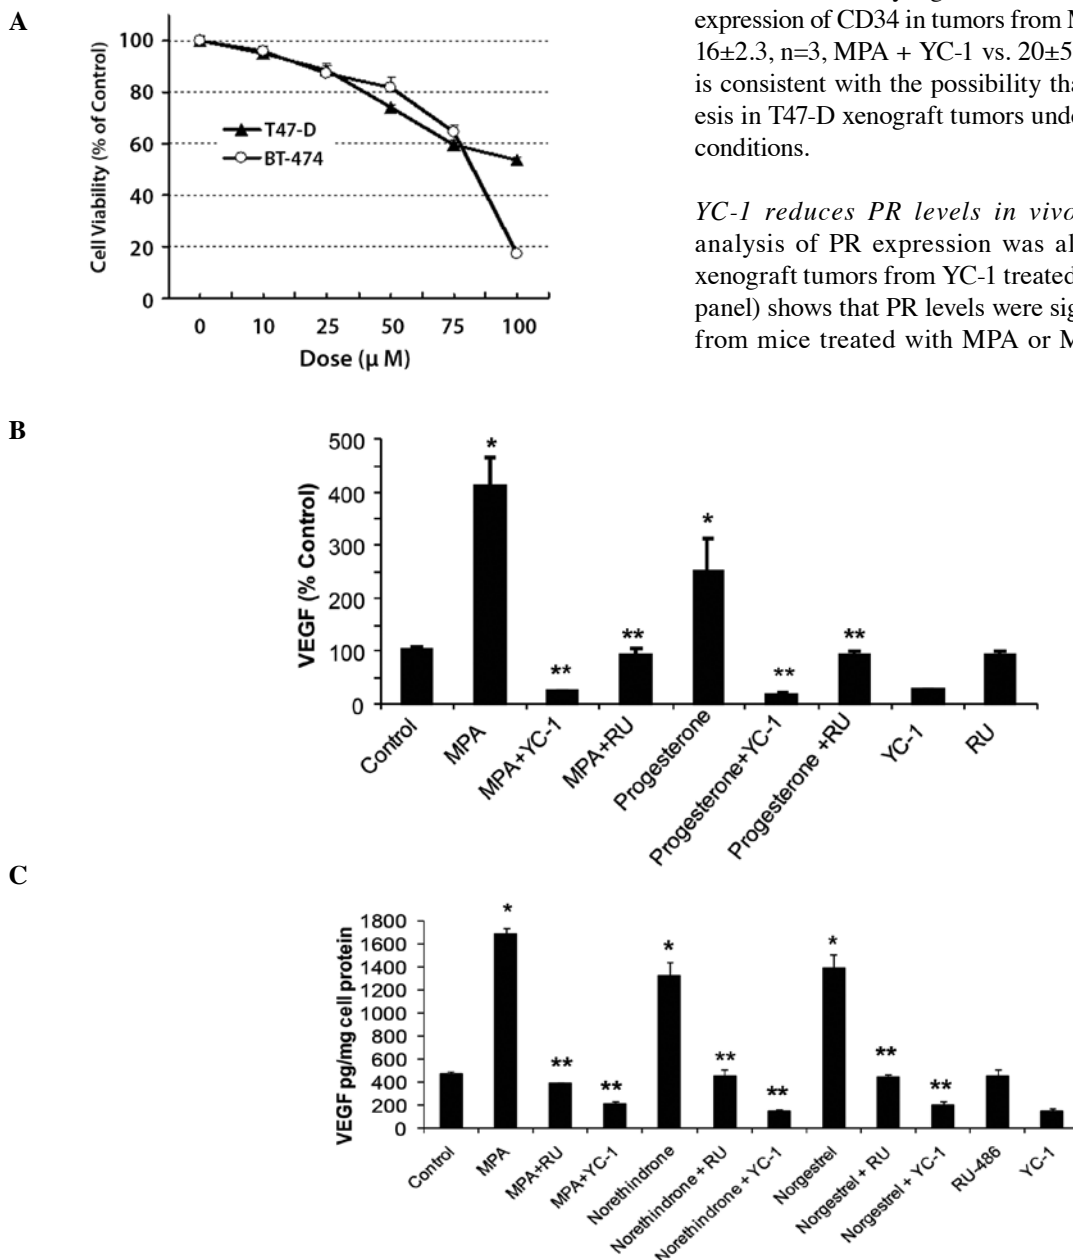 A
100
80
60
40
20
0
Cell Viability (% of Control)
T47-D
BT-474
0 10 25 50 75 100
Dose (μ M)
expression of CD34 in tumors from
16±2.3, n=3, MPA + YC-1 vs. 20±5
is consistent with the possibility
esis in T47-D xenograft tumors
conditions.
YC-1 reduces PR levels in vivo
analysis of PR expression was
xenograft tumors from YC-1 treated
panel) shows that PR levels were
from mice treated with MPA or
B
500
400
300
200
100
0
VEGF (% Control)
*
**
**
*
**
**
Control
MPA
MPA+YC-1
MPA+RU
Progesterone
Progesterone+YC-1
Progesterone +RU
YC-1
RU
C
1800
1600
1400
1200
1000
800
600
400
200
0
VEGF pg/mg cell protein
*
**
**
*
**
**
*
**
**
Control
MPA
MPA+RU
MPA+YC-1
Norethindrone
Norethindrone + RU
Norethindrone + YC-1
Norgestrel
Norgestrel + RU
Norgestrel + YC-1
RU-486
YC-1